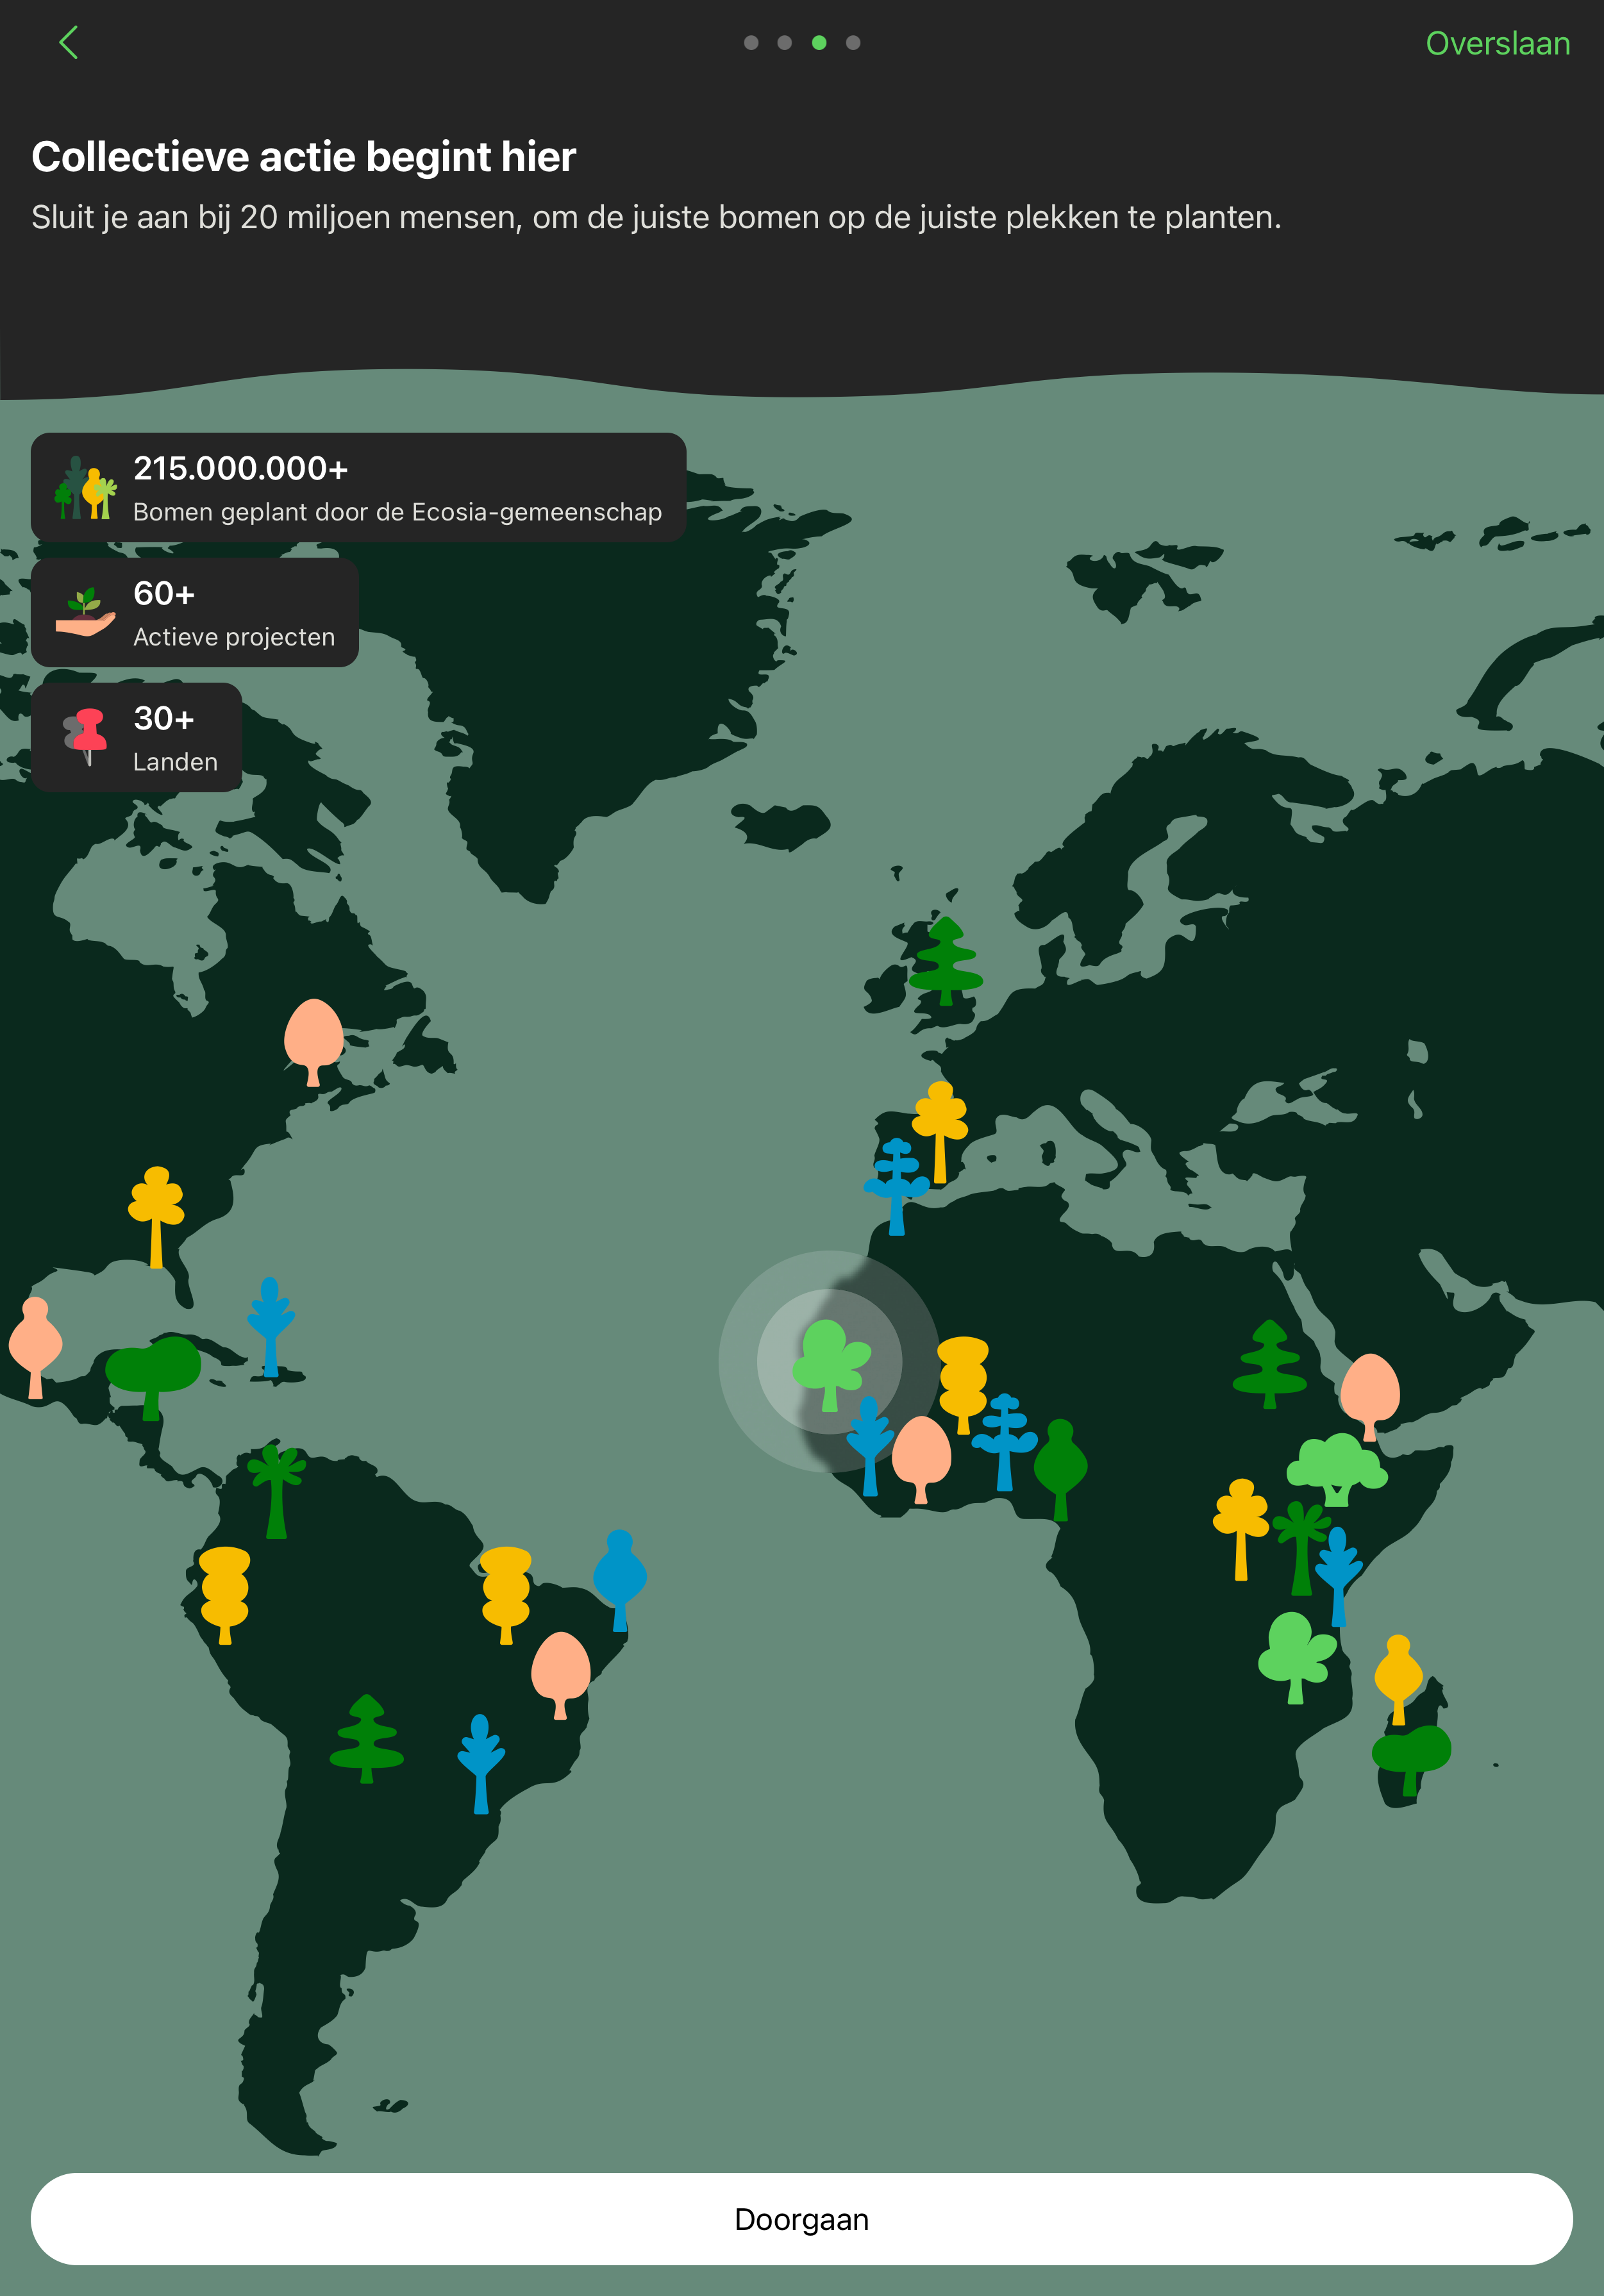 Overslaan
Collectieve actie begint hier
Sluit je aan bij 20 miljoen mensen, om de juiste bomen op de juiste plekken te planten.
215.000.000+
Bomen geplant door de Ecosia-gemeenschap
60+
Actieve projecten
30+
Landen
Doorgaan